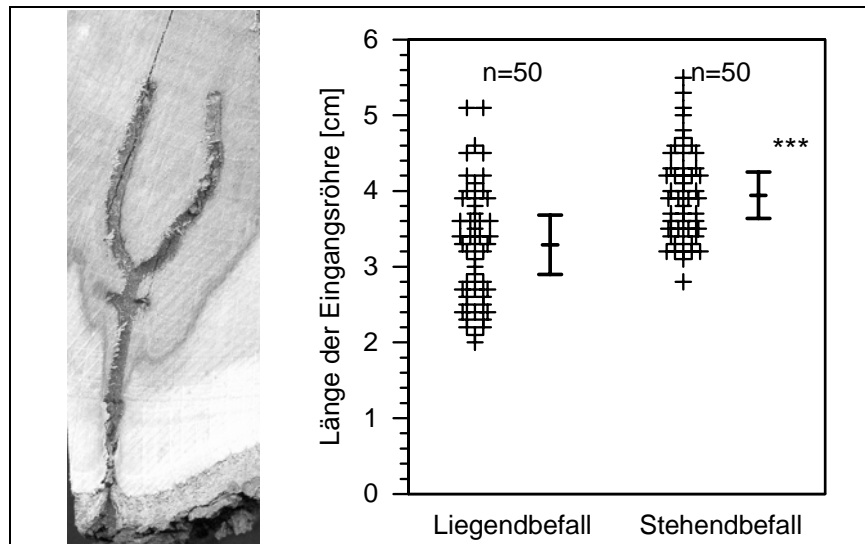 Länge der Eingangsröhre [cm]
6
5
4
3
2
1
0
n=50
n=50
***
Liegendbefall
Stehendbefall